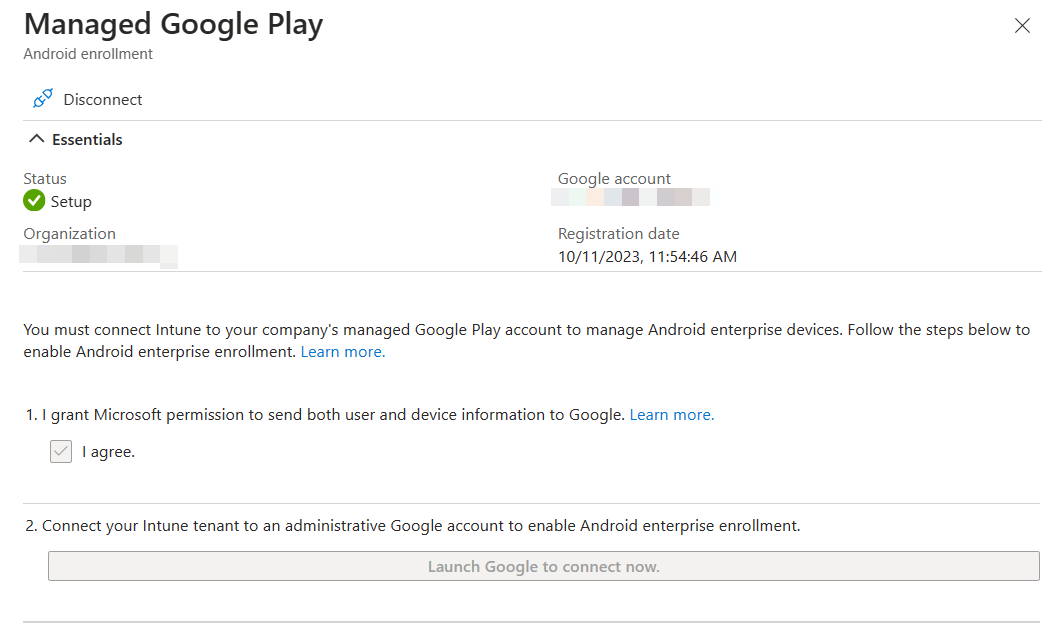 Managed Google Play
Android enrollment
Disconnect
Essentials
Status
Setup
Google account
Organization
Registration date
10/11/2023, 11:54:46 AM
You must connect Intune to your company's managed Google Play account to manage Android enterprise devices. Follow the steps below to
enable Android enterprise enrollment. Learn more.
1. I grant Microsoft permission to send both user and device information to Google. Learn more.
I agree.
2. Connect your Intune tenant to an administrative Google account to enable Android enterprise enrollment.
Launch Google to connect now.